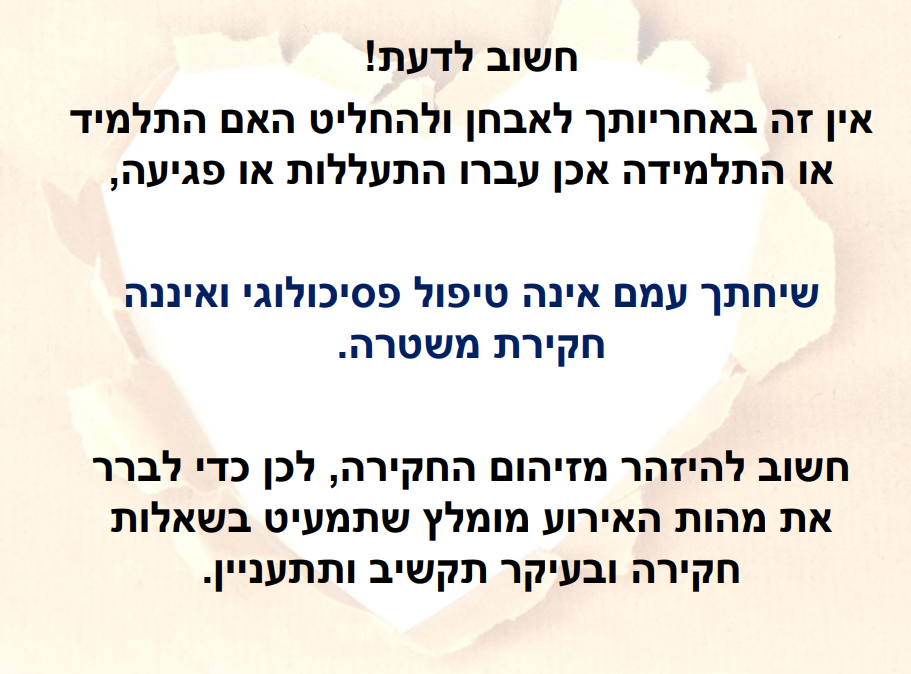 חשוב לדעת!
אין זה באחריותך לאבחן ולהחליט האם התלמיד
או התלמידה אכן עברו התעללות או פגיעה,
שיחתך עמם אינה טיפול פסיכולוגי ואיננה
חקירת משטרה.
חשוב להיזהר מזיהום החקירה, לכן כדי לברר
את מהות האירוע מומלץ שתמעיט בשאלות
חקירה ובעיקר תקשיב ותתעניין.